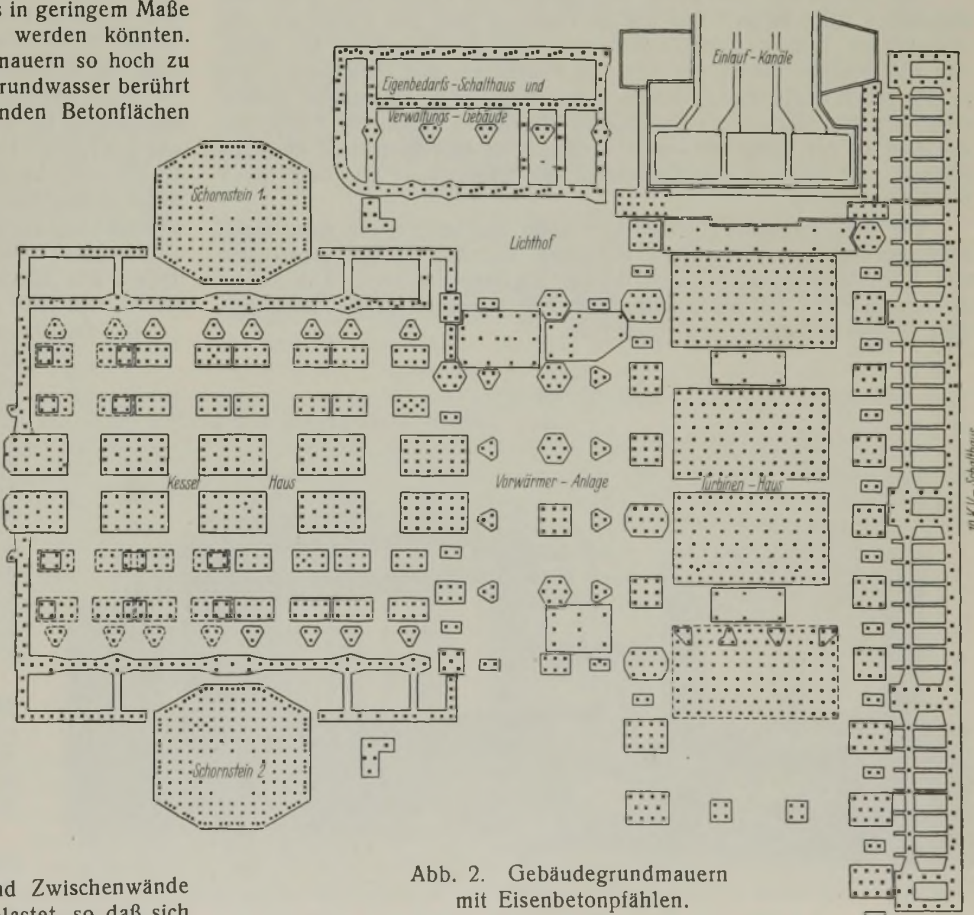 s in geringem Maße
werden könnten.
mauern so hoch zu
rundwasser berührt
nden Betonflächen
Einlauf-Kanäle
Eigenbedarfs-Schalthaus und
Verwaltungs-Gebäude
Schornstein 1
Lichthof
Kessel Haus
Vorwärmer-Anlage
Turbinen-Haus
Schalthaus
Schornstein 2
nd Zwischenwände
lastet, so daß sich
Abb. 2. Gebäudegrundmauern
mit Eisenbetonpfählen.